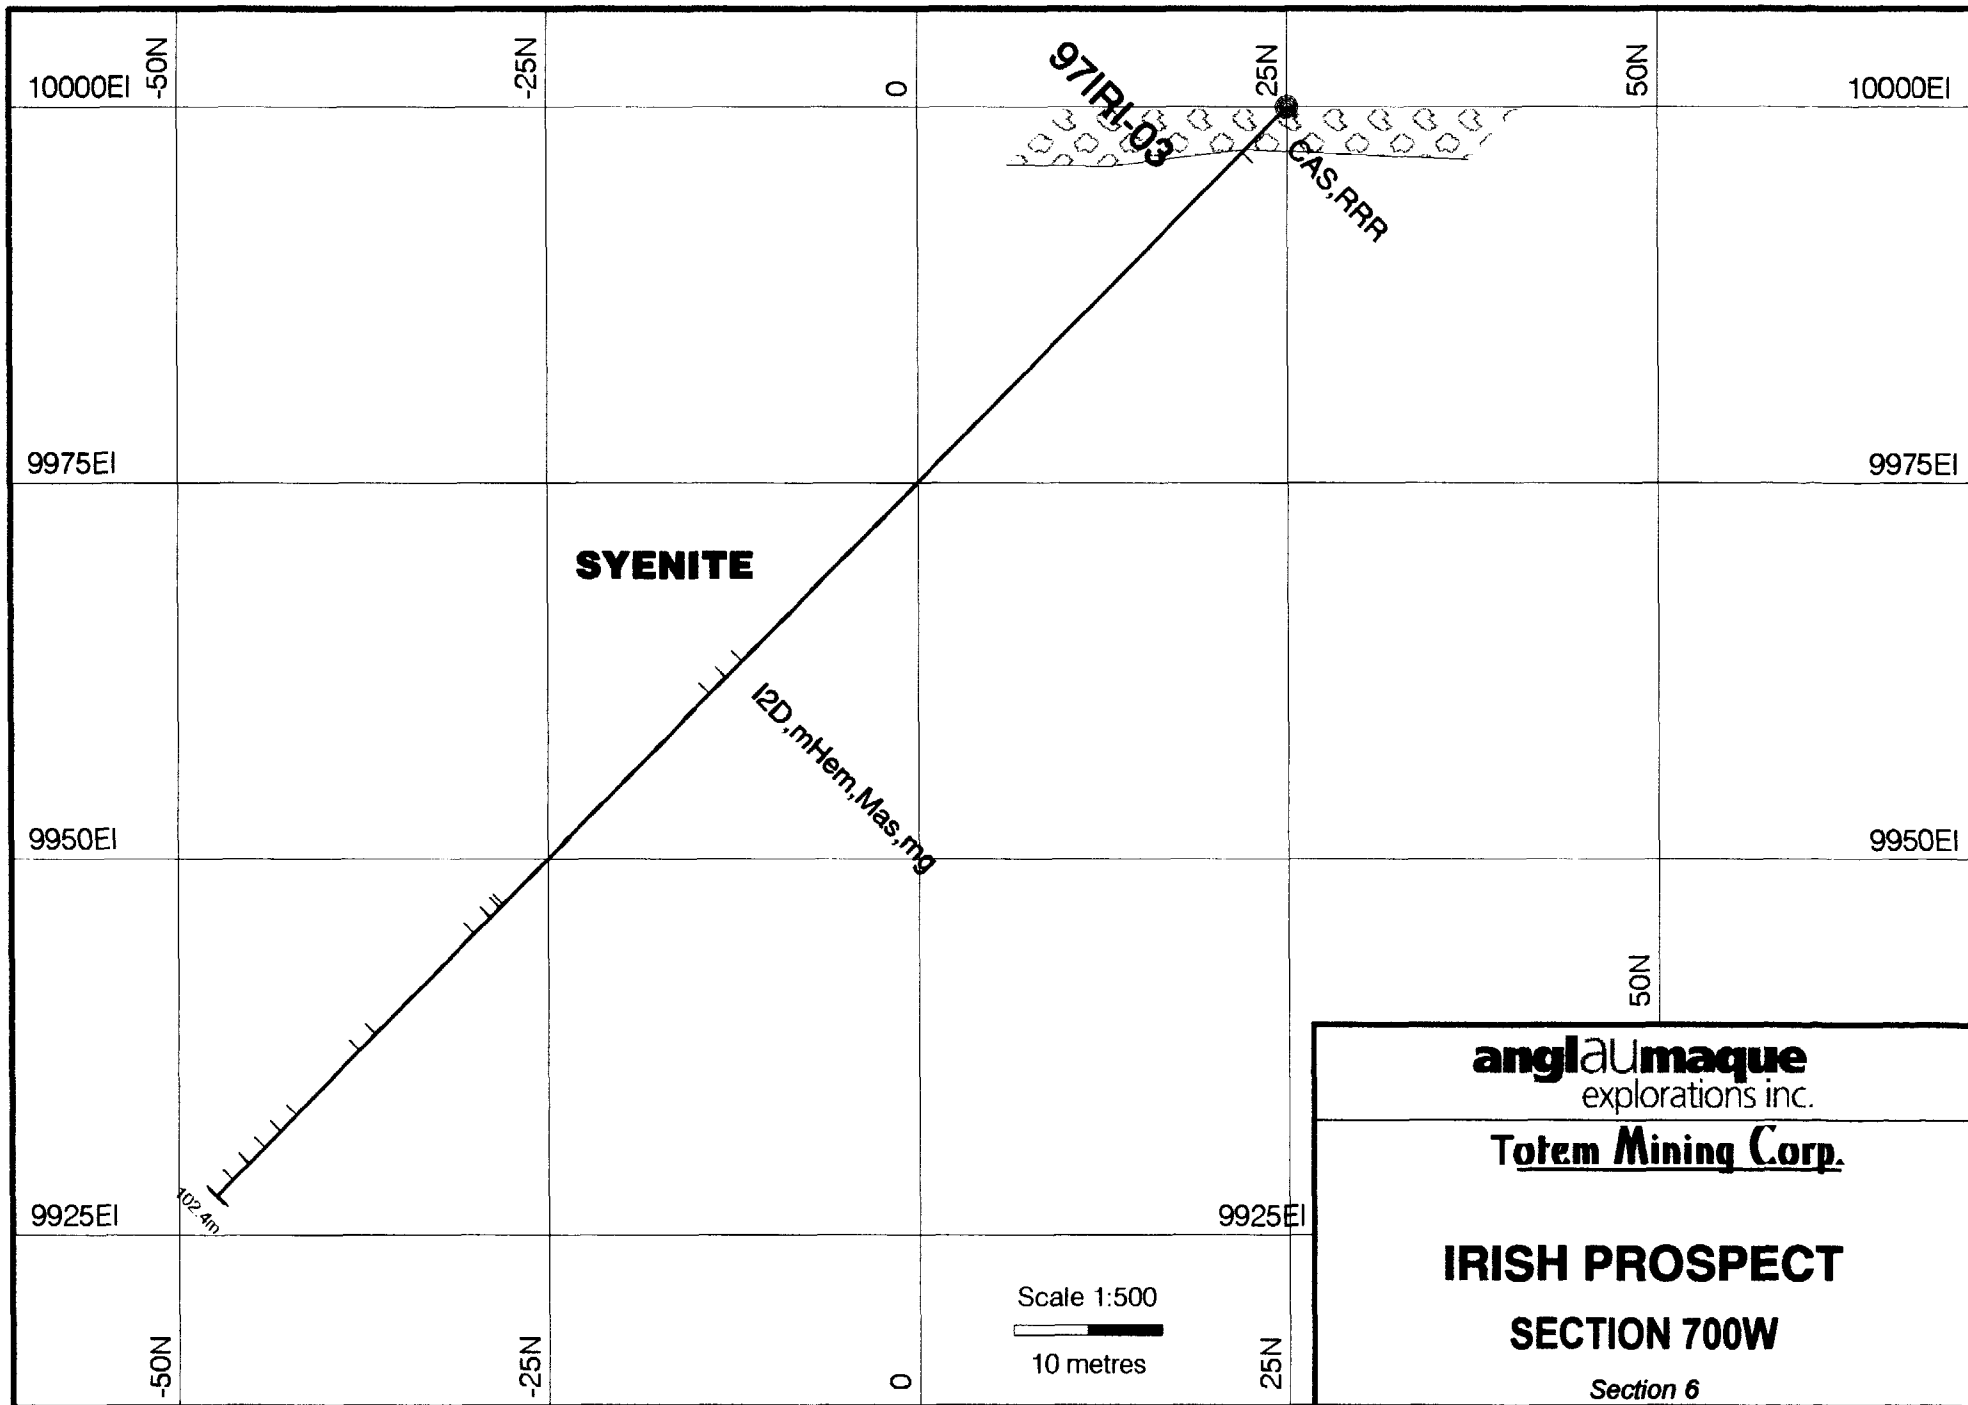 -50N
-25N
0
25N
50N
10000El
10000El
97IRI-03
CAS,RRR
9975El
9975El
SYENITE
I2D,mHem,Mas,mg
9950El
9950El
50N
102.4m
9925El
9925El
anglaumaque
explorations inc.
Totem Mining Corp.
IRISH PROSPECT
SECTION 700W
Section 6
Scale 1:500
10 metres
-50N
-25N
0
25N